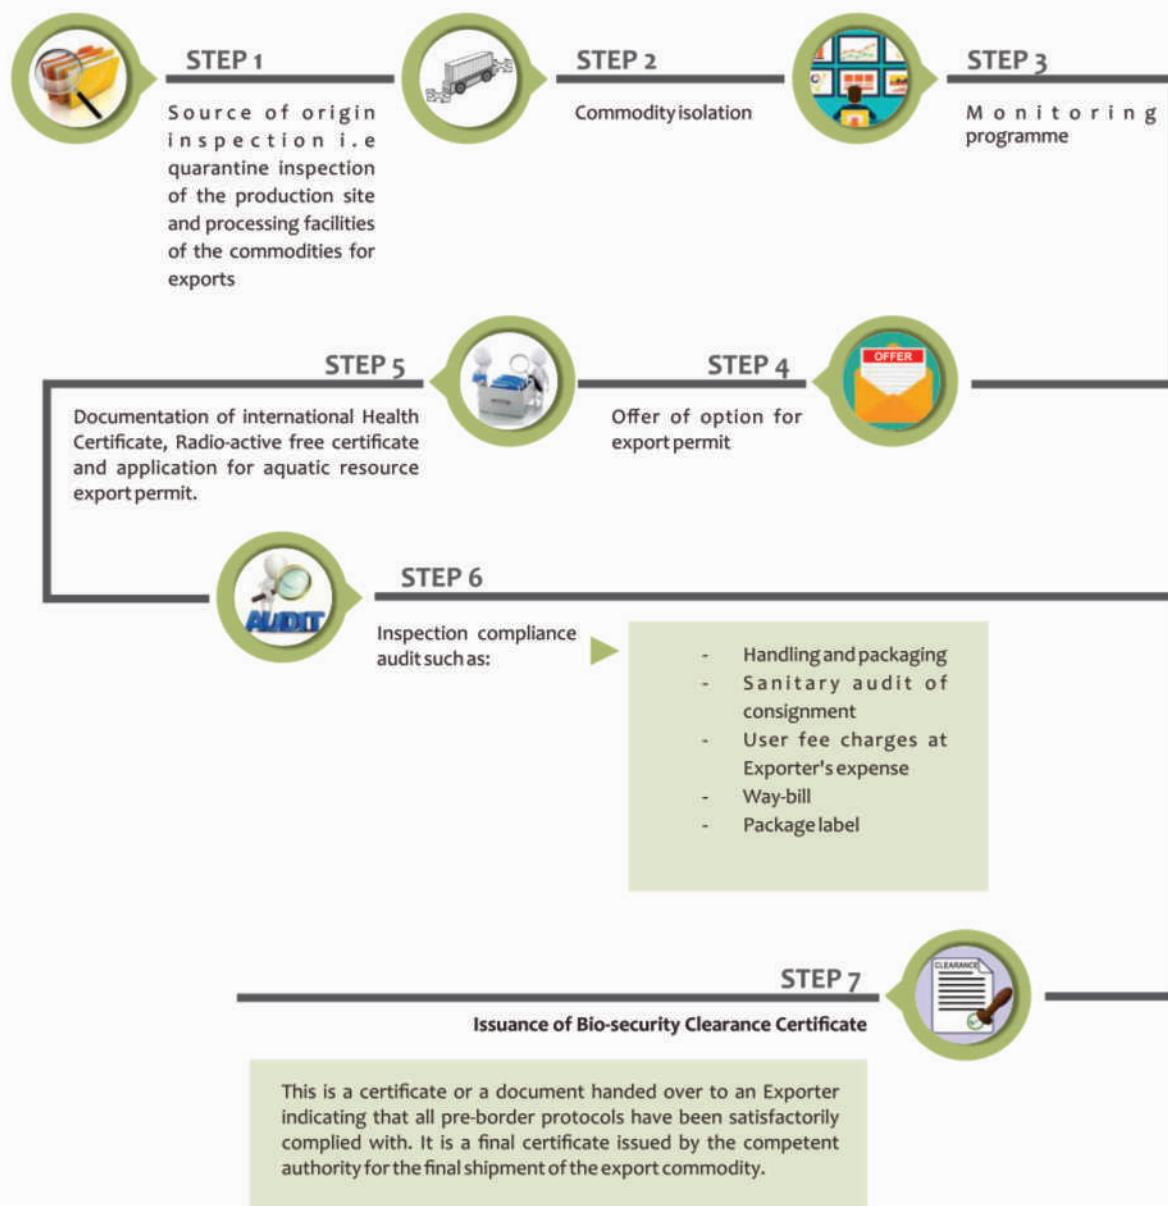 STEP 1
Source of origin
inspection i.e
quarantine inspection
of the production site
and processing facilities
of the commodities for
exports
STEP 2
Commodity isolation
STEP 3
Monitoring
programme
OFFER
STEP 4
Offer of option for
export permit
STEP 5
Documentation of international Health
Certificate, Radio-active free certificate
and application for aquatic resource
export permit.
AUDIT
STEP 6
Inspection compliance
audit such as:
- Handling and packaging
- Sanitary audit of
consignment
- User fee charges at
Exporter's expense
- Way-bill
- Package label
CLEARANCE
STEP 7
Issuance of Bio-security Clearance Certificate
This is a certificate or a document handed over to an Exporter
indicating that all pre-border protocols have been satisfactorily
complied with. It is a final certificate issued by the competent
authority for the final shipment of the export commodity.